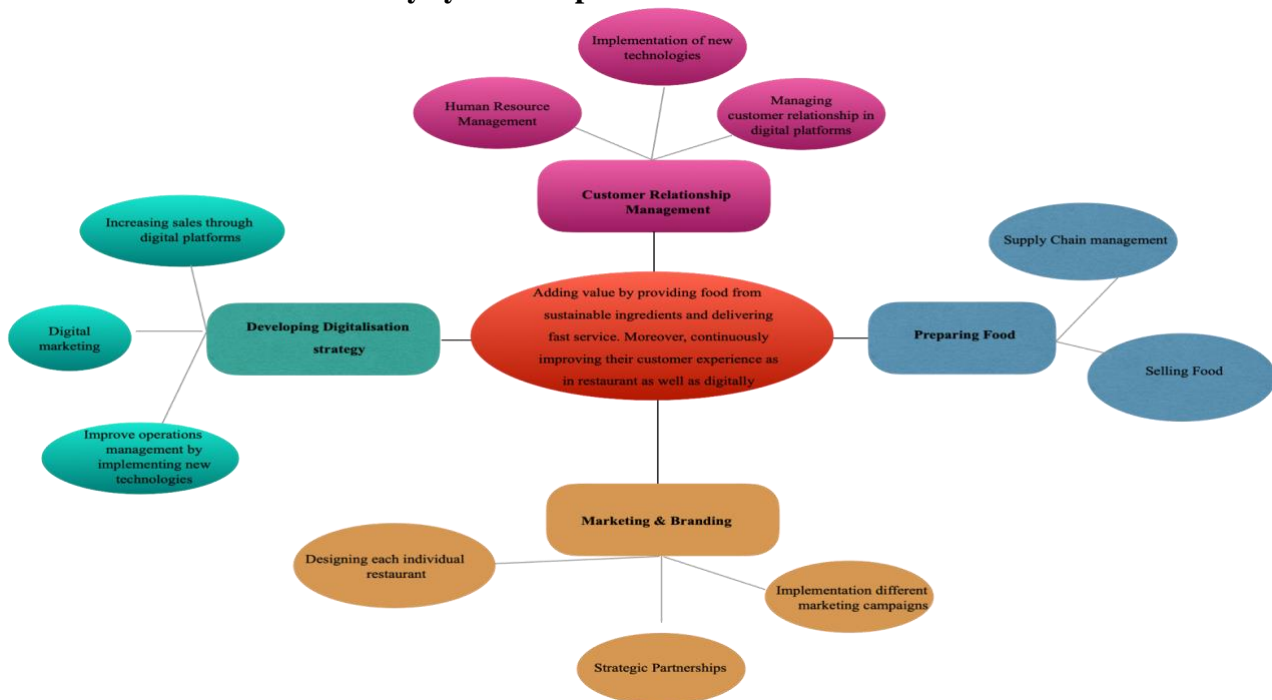 Implementation of new
technologies
Human Resource
Management
Managing
customer relationship in
digital platforms
Customer Relationship
Management
Increasing sales through
digital platforms
Supply Chain management
Digital
marketing
Developing Digitalisation
strategy
Adding value by providing food from
sustainable ingredients and delivering
fast service. Moreover, continuously
improving their customer experience as
in restaurant as well as digitally
Preparing Food
Selling Food
Improve operations
management by
implementing new
technologies
Marketing & Branding
Designing each individual
restaurant
Implementation different
marketing campaigns
Strategic Partnerships